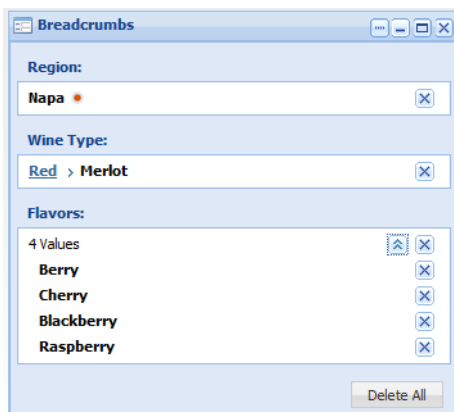 Breadcrumbs
Region:
Napa
Wine Type:
Red > Merlot
Flavors:
4 Values
Berry
Cherry
Blackberry
Raspberry
Delete All